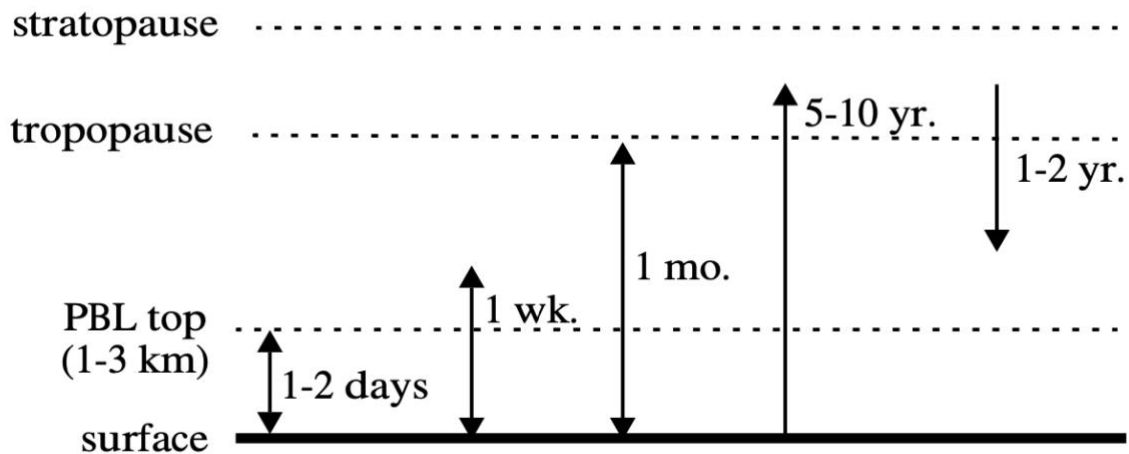 stratopause
5-10 yr.
tropopause
1-2 yr.
1 mo.
1 wk.
PBL top
(1-3 km)
1-2 days
surface